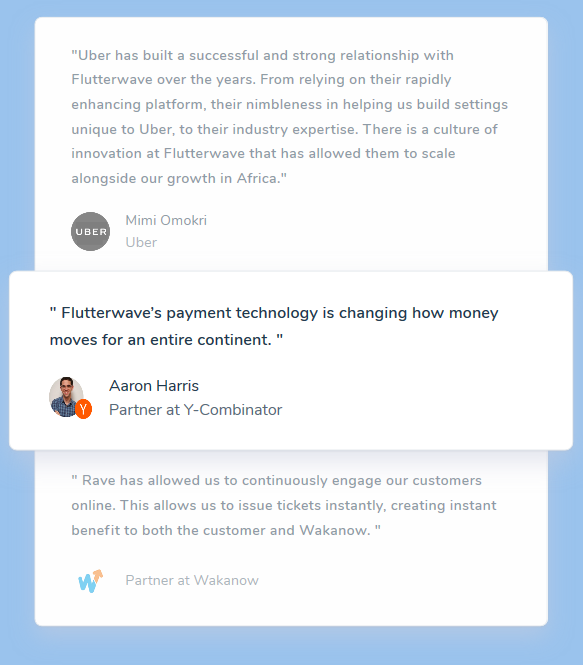 "Uber has built a successful and strong relationship with
Flutterwave over the years. From relying on their rapidly
enhancing platform, their nimbleness in helping us build settings
unique to Uber, to their industry expertise. There is a culture of
innovation at Flutterwave that has allowed them to scale
alongside our growth in Africa."
UBER
Mimi Omokri
Uber
" Flutterwave's payment technology is changing how money
moves for an entire continent. "
Y
Aaron Harris
Partner at Y-Combinator
" Rave has allowed us to continuously engage our customers
online. This allows us to issue tickets instantly, creating instant
benefit to both the customer and Wakanow. "
Partner at Wakanow